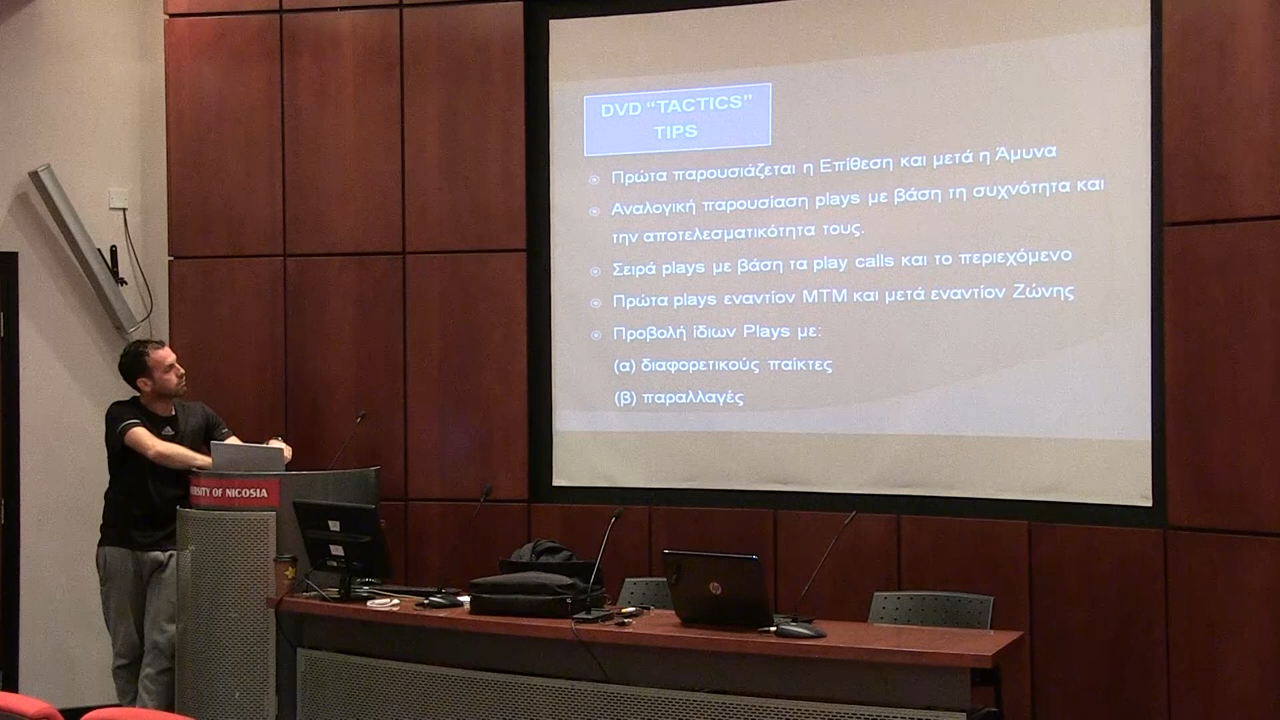 DVD “TACTICS”
TIPS
Πρώτα παρουσιάζεται η Επίθεση και μετά η Άμυνα
Αναλογική παρουσίαση plays με βάση τη συχνότητα και
την αποτελεσματικότητα τους.
Σειρά plays με βάση τα play calls και το περιεχόμενο
Πρώτα plays εναντίον ΜΤΜ και μετά εναντίον Ζώνης
Προβολή ίδιων Plays με:
(α) διαφορετικούς παίκτες
(β) παραλλαγές
RSITY OF NICOSIA
hp